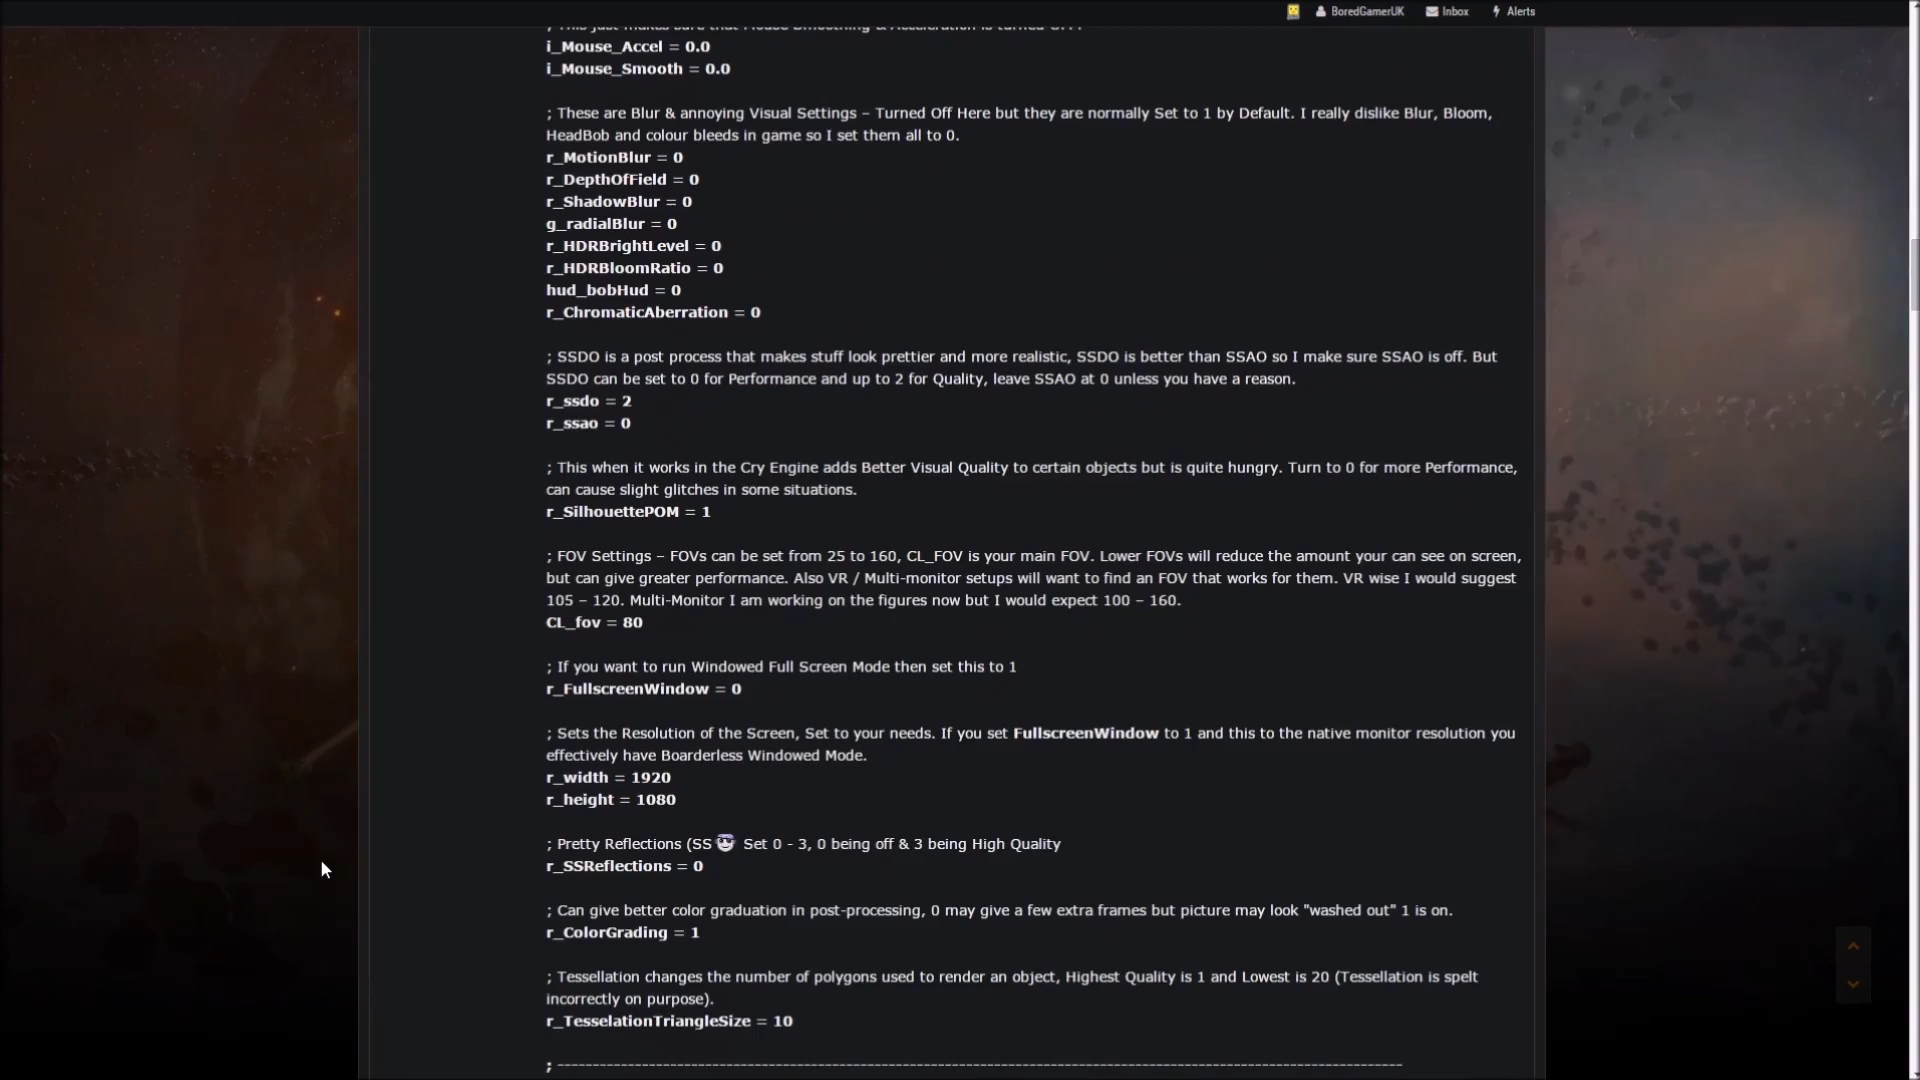 BoredGamerUK Inbox Alerts
; This just makes sure that Mouse Smoothing & Acceleration is turned OFF.
i_Mouse_Accel = 0.0
i_Mouse_Smooth = 0.0
; These are Blur & annoying Visual Settings – Turned Off Here but they are normally Set to 1 by Default. I really dislike Blur, Bloom,
HeadBob and colour bleeds in game so I set them all to 0.
r_MotionBlur = 0
r_DepthOfField = 0
r_ShadowBlur = 0
g_radialBlur = 0
r_HDRBrightLevel = 0
r_HDRBloomRatio = 0
hud_bobHud = 0
r_ChromaticAberration = 0
; SSDO is a post process that makes stuff look prettier and more realistic, SSDO is better than SSAO so I make sure SSAO is off. But
SSDO can be set to 0 for Performance and up to 2 for Quality, leave SSAO at 0 unless you have a reason.
r_ssdo = 2
r_ssao = 0
; This when it works in the Cry Engine adds Better Visual Quality to certain objects but is quite hungry. Turn to 0 for more Performance,
can cause slight glitches in some situations.
r_SilhouettePOM = 1
; FOV Settings – FOVs can be set from 25 to 160, CL_FOV is your main FOV. Lower FOVs will reduce the amount your can see on screen,
but can give greater performance. Also VR / Multi-monitor setups will want to find an FOV that works for them. VR wise I would suggest
105 – 120. Multi-Monitor I am working on the figures now but I would expect 100 – 160.
CL_fov = 80
; If you want to run Windowed Full Screen Mode then set this to 1
r_FullscreenWindow = 0
; Sets the Resolution of the Screen, Set to your needs. If you set FullscreenWindow to 1 and this to the native monitor resolution you
effectively have Boarderless Windowed Mode.
r_width = 1920
r_height = 1080
; Pretty Reflections (SS Set 0 - 3, 0 being off & 3 being High Quality
r_SSReflections = 0
; Can give better color graduation in post-processing, 0 may give a few extra frames but picture may look "washed out" 1 is on.
r_ColorGrading = 1
; Tessellation changes the number of polygons used to render an object, Highest Quality is 1 and Lowest is 20 (Tessellation is spelt
incorrectly on purpose).
r_TesselationTriangleSize = 10
; ------------------------------------------------------------------------------------------------------------------------